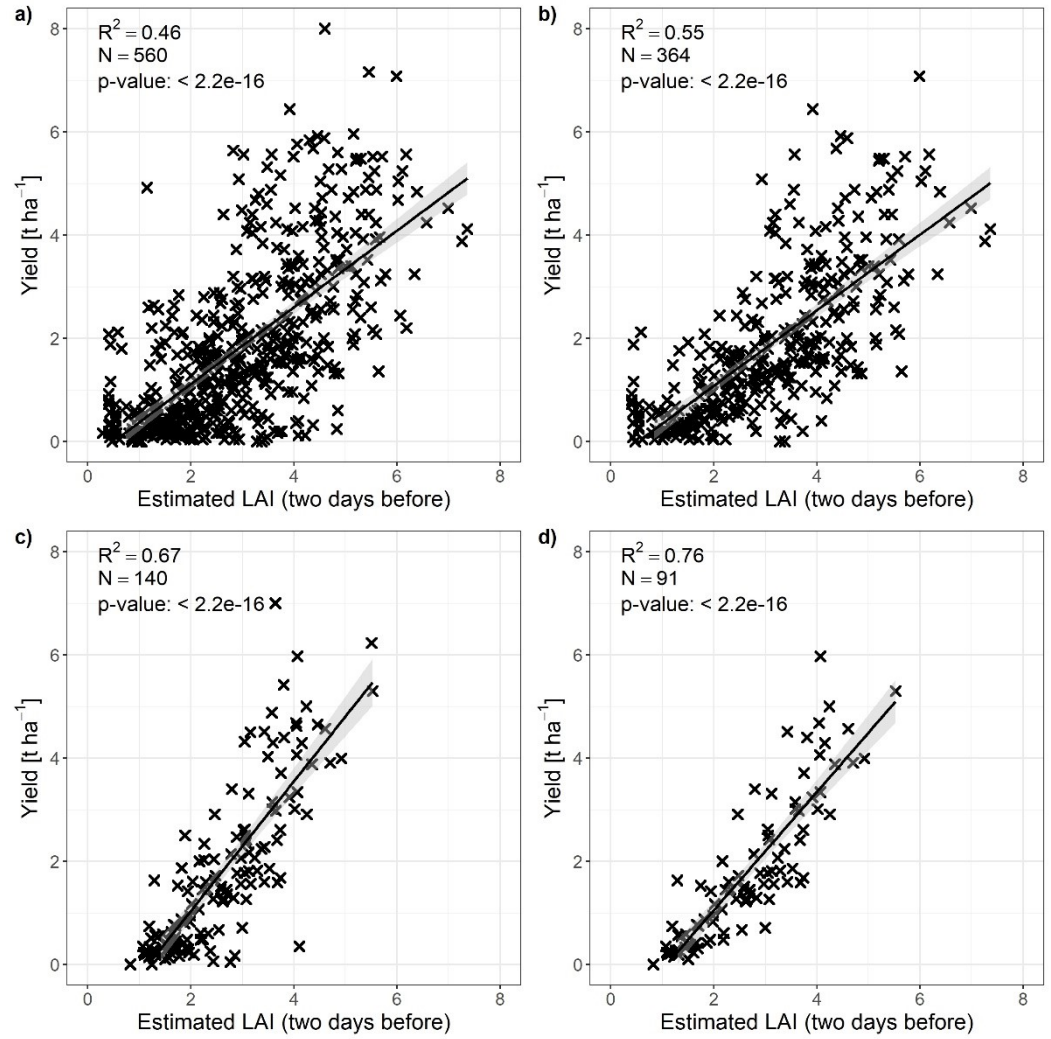 a)
R² = 0.46
N = 560
p-value: < 2.2e-16
8
6
4
2
0
Yield [t ha⁻¹]
0 2 4 6 8
Estimated LAI (two days before)
b)
R² = 0.55
N = 364
p-value: < 2.2e-16
8
6
4
2
0
Yield [t ha⁻¹]
0 2 4 6 8
Estimated LAI (two days before)
c)
R² = 0.67
N = 140
p-value: < 2.2e-16
8
6
4
2
0
Yield [t ha⁻¹]
0 2 4 6 8
Estimated LAI (two days before)
d)
R² = 0.76
N = 91
p-value: < 2.2e-16
8
6
4
2
0
Yield [t ha⁻¹]
0 2 4 6 8
Estimated LAI (two days before)